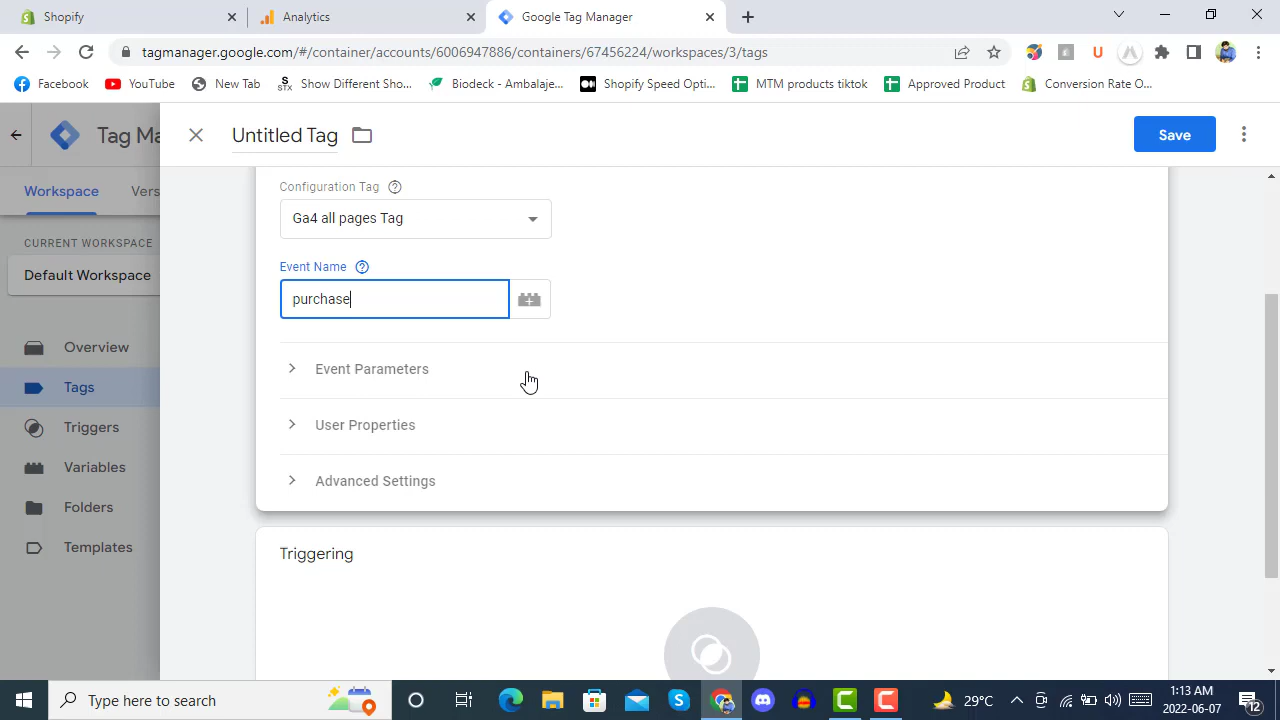 Shopify
Analytics
Google Tag Manager
tagmanager.google.com/#/container/accounts/6006947886/containers/67456224/workspaces/3/tags
Facebook
YouTube
New Tab
STX
Show Different Sho...
Biodeck - Ambalaje...
Shopify Speed Opti...
MTM products tiktok
Approved Product
Conversion Rate O...
Tag Ma
Untitled Tag
Save
Workspace
Vers
Configuration Tag
Ga4 all pages Tag
CURRENT WORKSPACE
Default Workspace
Event Name
purchase
Overview
Event Parameters
Tags
Triggers
User Properties
Variables
Advanced Settings
Folders
Templates
Triggering
Type here to search
29°C
1:13 AM
2022-06-07
12